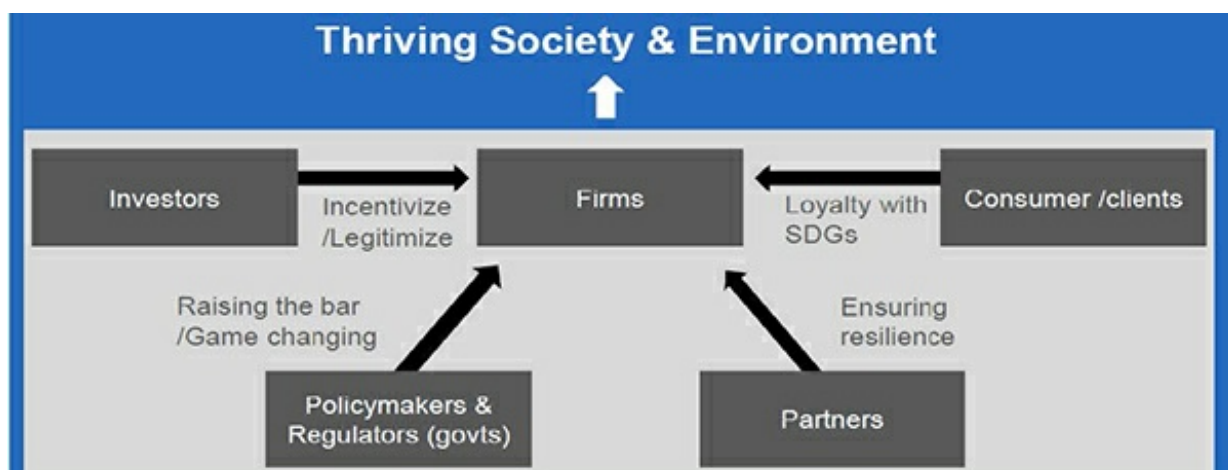 Thriving Society & Environment
Investors
Incentivize
/Legitimize
Firms
Loyalty with
SDGs
Consumer /clients
Raising the bar
/Game changing
Ensuring
resilience
Policymakers &
Regulators (govts)
Partners